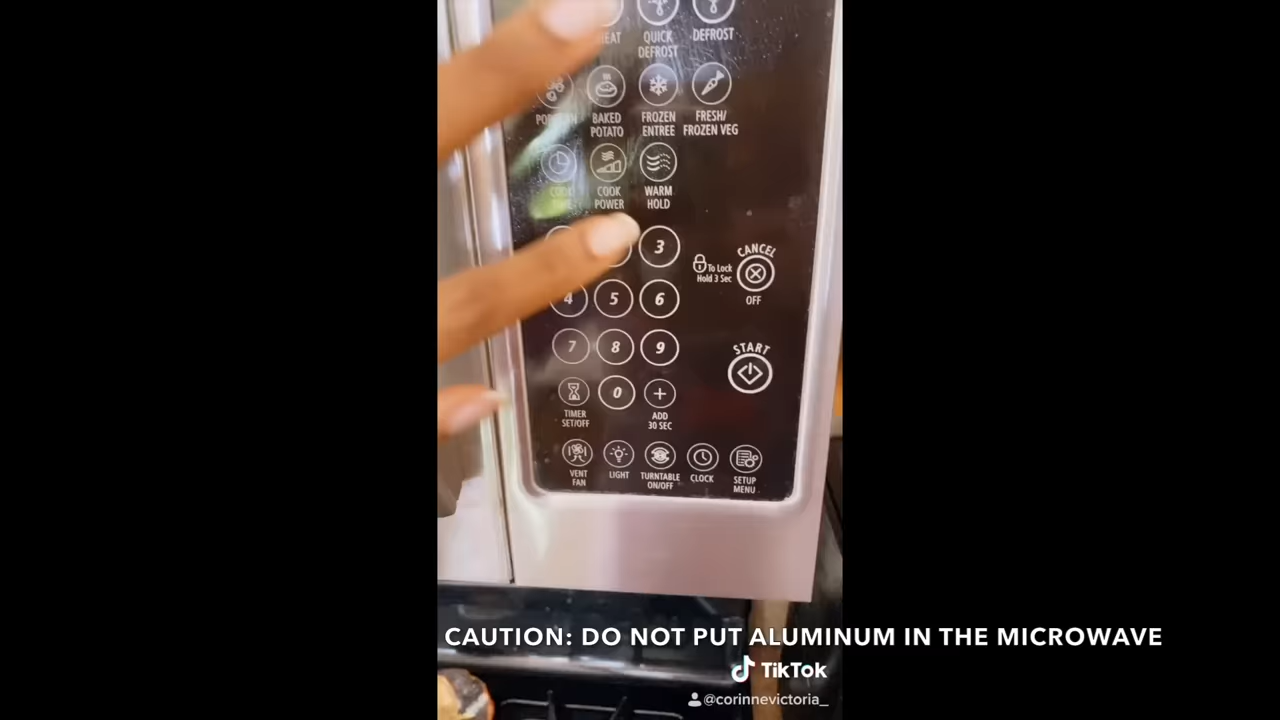 QUICK
DEFROST
DEFROST
BAKED
POTATO
FROZEN
ENTREE
FRESH/
FROZEN VEG
COOK
POWER
WARM
HOLD
3
To Lock
Hold 3 Sec
CANCEL
OFF
4 5 6
7 8 9
START
0
TIMER
SET/OFF
ADD
30 SEC
VENT
FAN
LIGHT
TURNTABLE
ON/OFF
CLOCK
SETUP
MENU
CAUTION: DO NOT PUT ALUMINUM IN THE MICROWAVE
TikTok
@corinnevictoria_